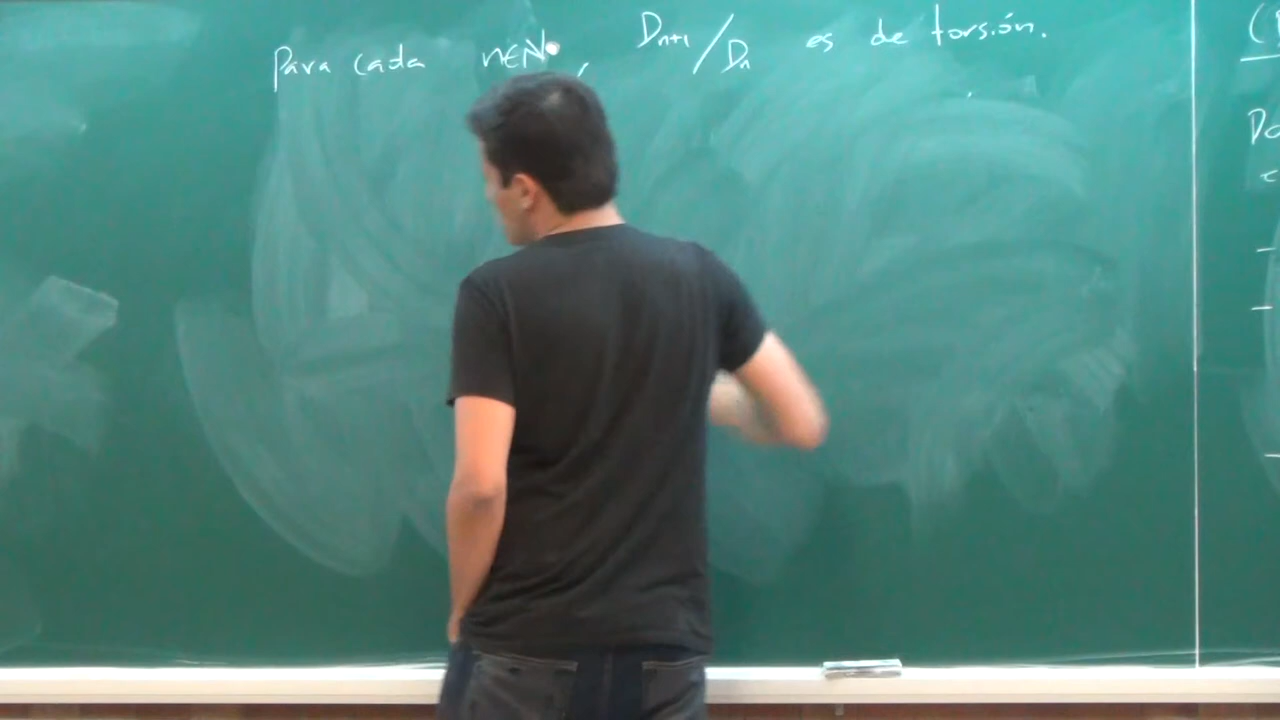 Para cada n∈ℕ, Dₙ₊₁/Dₙ es de torsión.